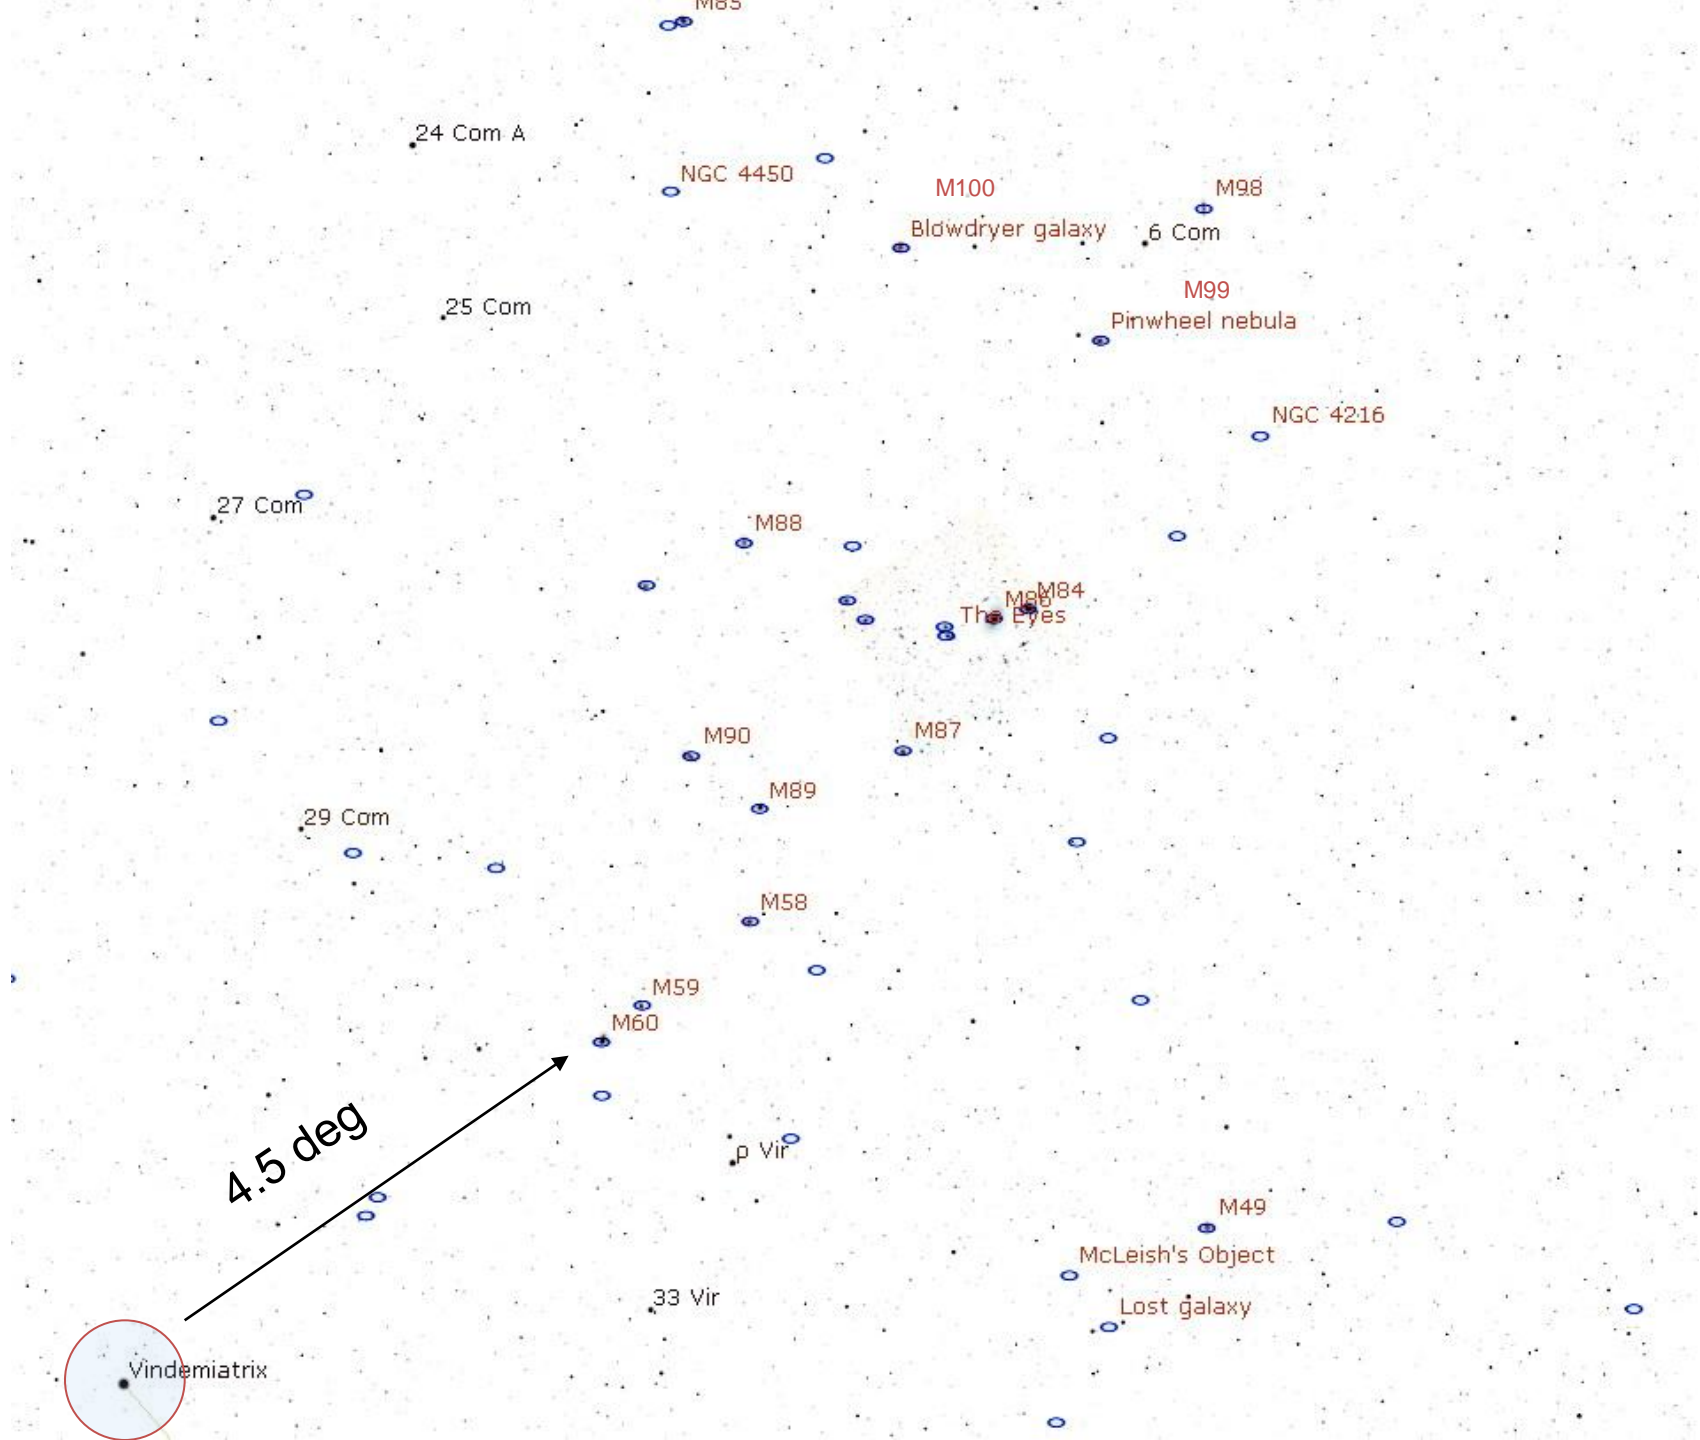 M85
24 Com A
NGC 4450
M100
M98
Blowdryer galaxy
6 Com
M99
25 Com
Pinwheel nebula
NGC 4216
27 Com
M88
M84
M86
The Eyes
M90
M87
M89
29 Com
M58
M59
M60
4.5 deg
ρ Vir
M49
McLeish's Object
33 Vir
Lost galaxy
Vindemiatrix